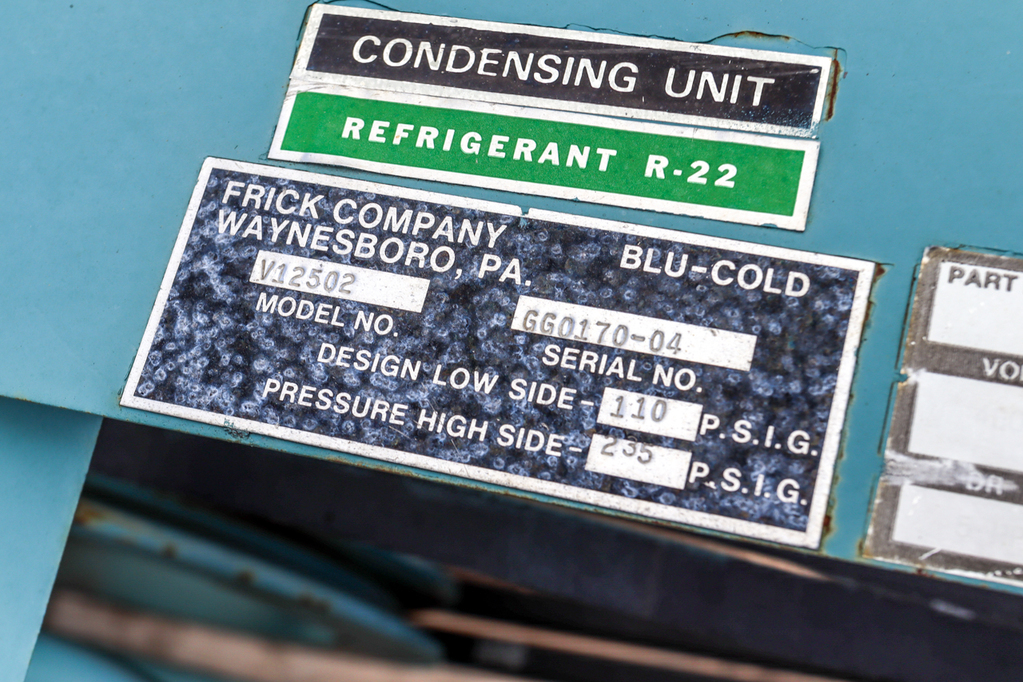 CONDENSING UNIT
REFRIGERANT R-22
FRICK COMPANY
WAYNESBORO, PA.
BLU-COLD
V12502
MODEL NO.
GG0170-04
SERIAL NO.
DESIGN LOW SIDE- 110 P.S.I.G.
PRESSURE HIGH SIDE- 235 P.S.I.G.
PART